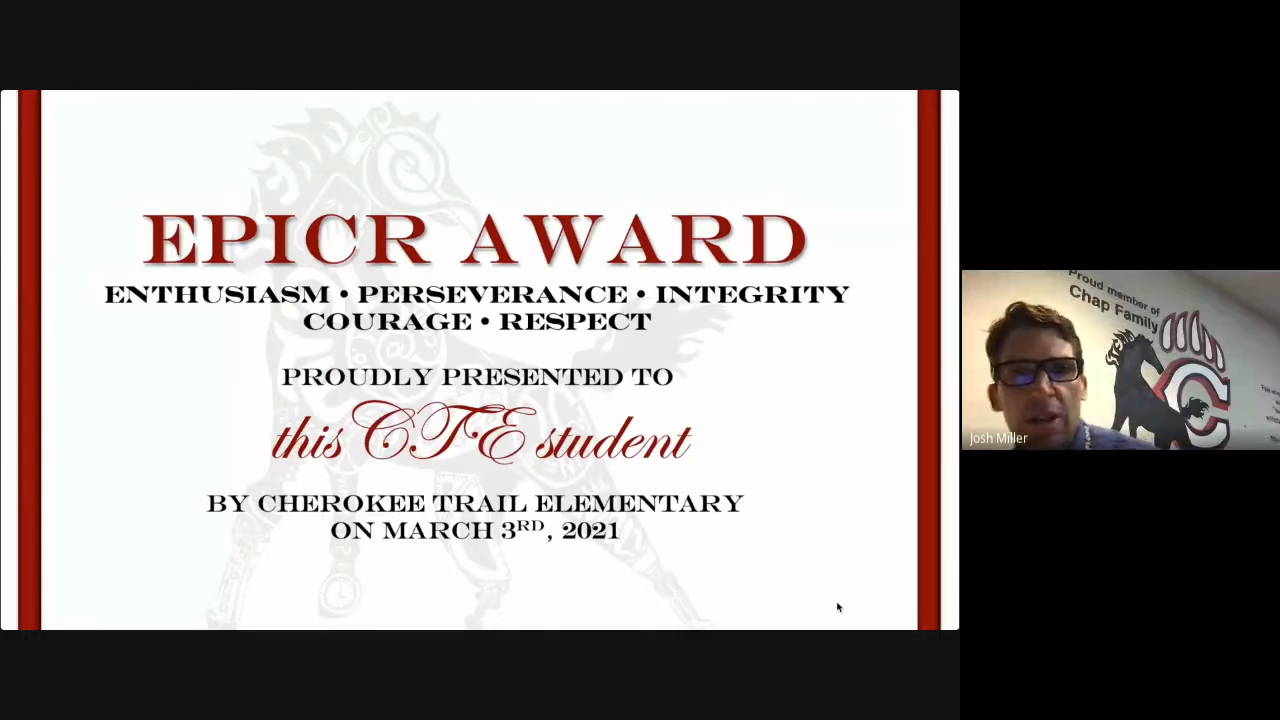 EPICR AWARD
ENTHUSIASM • PERSEVERANCE • INTEGRITY
COURAGE • RESPECT
PROUDLY PRESENTED TO
this CTE student
BY CHEROKEE TRAIL ELEMENTARY
ON MARCH 3RD, 2021
Proud member of
Chap Family
STEM
C
Josh Miller